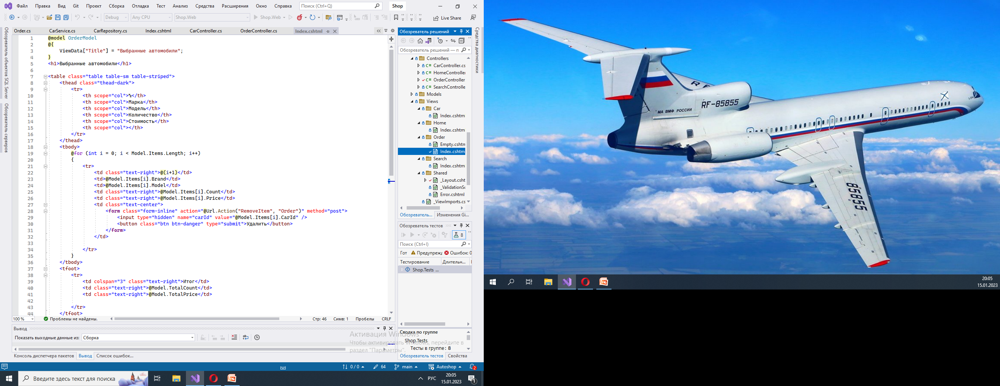 Файл Правка Вид Git Проект Сборка Отладка Тест Анализ Средства Расширения Окно Справка Поиск (Ctrl+Q) Shop
Debug Any CPU Shop.Web Shop.Web Live Share
Обозреватель объектов SQL Server
Обозреватель серверов
Order.cs CarService.cs CarRepository.cs Index.cshtml CarController.cs OrderController.cs Index.cshtml
1 @model OrderModel
2 @{
3 ViewData["Title"] = "Выбранные автомобили";
4 }
5 <h1>Выбранные автомобили</h1>
6
7 <table class="table table-sm table-striped">
8 <thead class="thead-dark">
9 <tr>
10 <th scope="col">№</th>
11 <th scope="col">Марка</th>
12 <th scope="col">Модель</th>
13 <th scope="col">Количество</th>
14 <th scope="col">Стоимость</th>
15 <th scope="col"></th>
16 </tr>
17 </thead>
18 <tbody>
19 @for (int i = 0; i < Model.Items.Length; i++)
20 {
21 <tr>
22 <td class="text-right">@(i+1)</td>
23 <td>@Model.Items[i].Brand</td>
24 <td>@Model.Items[i].Model</td>
25 <td class="text-right">@Model.Items[i].Count</td>
26 <td class="text-right">@Model.Items[i].Price</td>
27 <td class="text-center">
28 <form class="form-inline" action="@Url.Action("RemoveItem", "Order")" method="post">
29 <input type="hidden" name="carId" value="@Model.Items[i].CarId" />
30 <button class="btn btn-danger" type="submit">Удалить</button>
31 </form>
32 </td>
33
34 </tr>
35 }
36 </tbody>
37 <tfoot>
38 <tr>
39 <td colspan="3" class="text-right">Итог</td>
40 <td class="text-right">@Model.TotalCount</td>
41 <td class="text-right">@Model.TotalPrice</td>
42
43 </tr>
44 </tfoot>
100 % Проблемы не найдены. Стр: 46 Симв: 1 Пробелы CRLF
Вывод
Показать выходные данные из: Сборка
Консоль диспетчера пакетов Вывод Список ошибок...
Обозреватель решений
Обозреватель решений — п
Controllers
C# CarController.cs
C# HomeController
C# OrderController
C# SearchControlle
Models
Views
Car
Index.cshtm
Home
Index.cshtm
Order
Empty.cshtm
Index.cshtm
Search
Index.cshtm
Shared
_Layout.csht
_ValidationSc
Error.cshtml
_ViewImports.cs
Обозреватель... Изменения Gi...
Обозреватель тестов
8
Поиск (Ctrl+I)
Гот Предупрежд Ошибок: 0
Тестирование Длительн...
Shop.Tests ...
Сводка по группе
Shop.Tests
Тесты в группе: 8
Обозреватель тестов Свойства
Средства диагностики
Активация Windows
Чтобы активировать Windows, перейдите в
раздел "Параметры".
0 / 0 64 main Autoshop 2
Введите здесь текст для поиска РУС 20:05
15.01.2023 1
RF-85855
МА ВМФ РОССИИ
85855
20:05
15.01.2023